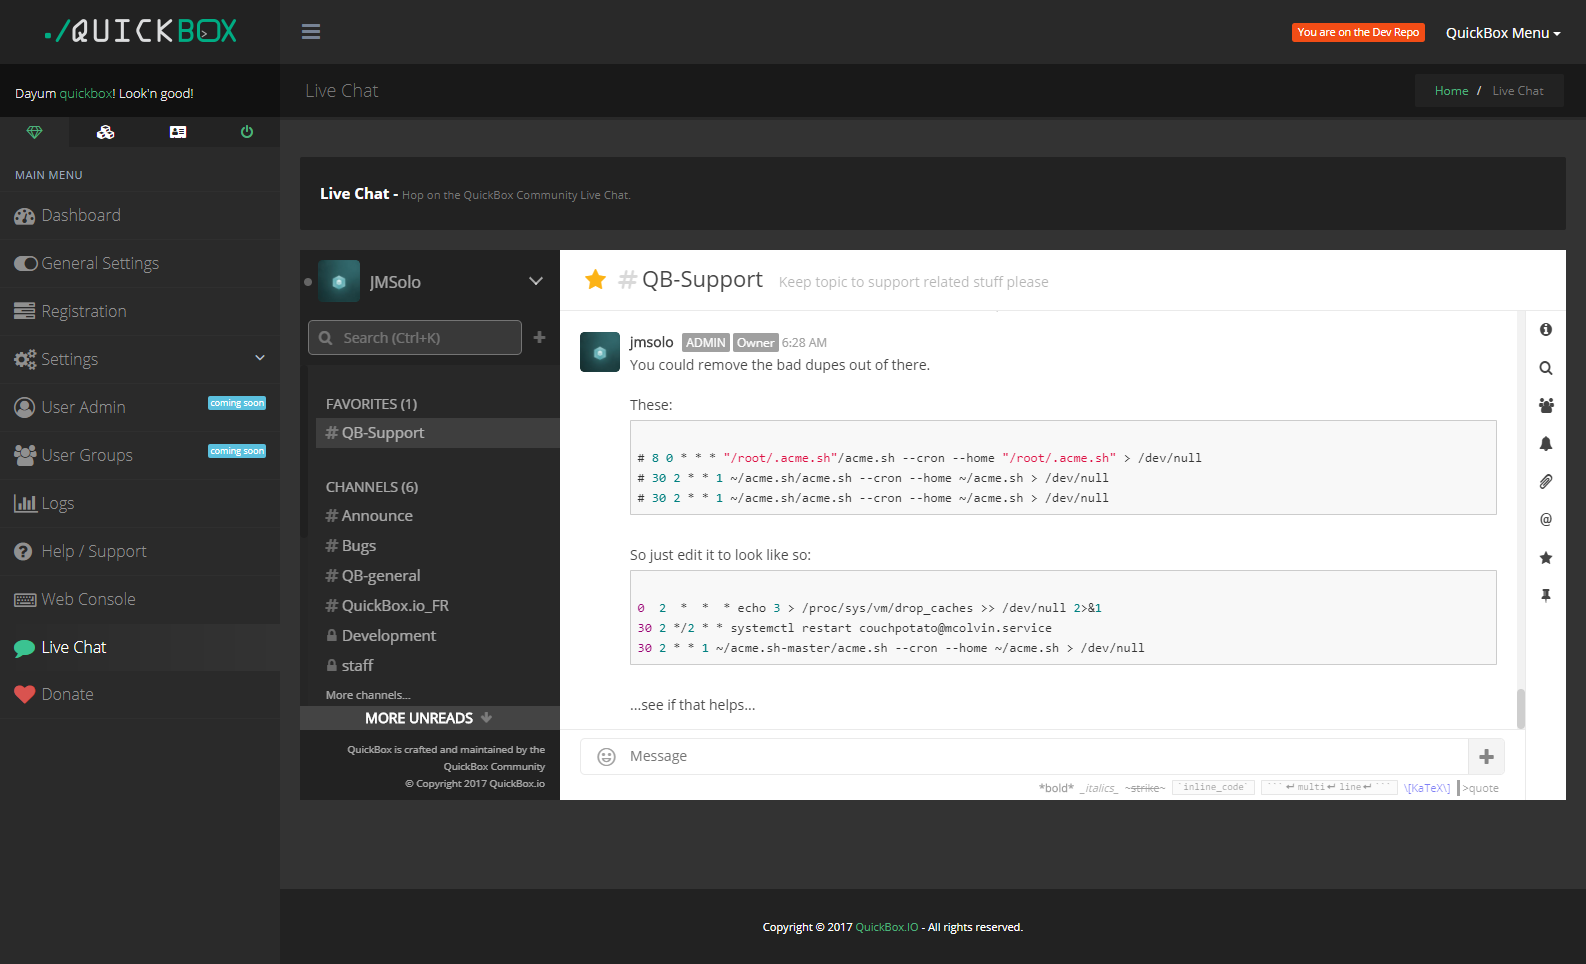 ./QUICKBOX
You are on the Dev Repo
QuickBox Menu
Dayum quickbox! Look'n good!
Live Chat
Home / Live Chat
MAIN MENU
Dashboard
General Settings
Registration
Settings
User Admin
coming soon
User Groups
coming soon
Logs
Help / Support
Web Console
Live Chat
Donate
Live Chat - Hop on the QuickBox Community Live Chat.
JMSolo
Search (Ctrl+K)
FAVORITES (1)
# QB-Support
CHANNELS (6)
# Announce
# Bugs
# QB-general
# QuickBox.io_FR
Development
staff
More channels...
MORE UNREADS
QuickBox is crafted and maintained by the
QuickBox Community
© Copyright 2017 QuickBox.io
# QB-Support Keep topic to support related stuff please
jmsolo ADMIN Owner 6:28 AM
You could remove the bad dupes out of there.
These:
# 8 0 * * * "/root/.acme.sh"/acme.sh --cron --home "/root/.acme.sh" > /dev/null
# 30 2 * * 1 ~/acme.sh/acme.sh --cron --home ~/acme.sh > /dev/null
# 30 2 * * 1 ~/acme.sh/acme.sh --cron --home ~/acme.sh > /dev/null
So just edit it to look like so:
0  2  *  *  * echo 3 > /proc/sys/vm/drop_caches >> /dev/null 2>&1
30 2 */2 * * systemctl restart couchpotato@mcolvin.service
30 2 * * 1 ~/acme.sh-master/acme.sh --cron --home ~/acme.sh > /dev/null
...see if that helps...
Message
*bold* _italics_ ~strike~ `inline_code` ```↵multi↵line↵``` \[KaTeX\] >quote
Copyright © 2017 QuickBox.IO - All rights reserved.